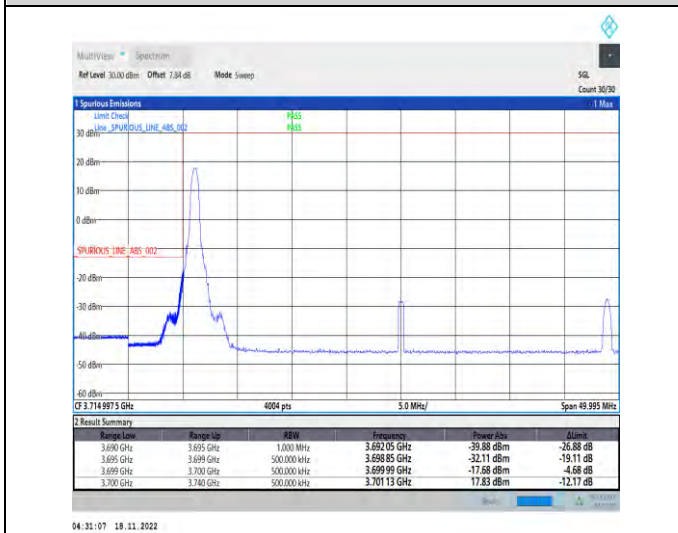 MultiView Spectrum
Ref Level 30.00 dBm Offset 7.84 dB Mode Sweep SGL
Count 30/30
1 Spurious Emissions 1 Max
Limit Check PASS
Line _SPURIOUS_LINE_ABS_002 PASS
30 dBm
20 dBm
10 dBm
0 dBm
_SPURIOUS_LINE_ABS_002
-20 dBm
-30 dBm
-40 dBm
-50 dBm
-60 dBm
CF 3.714 997 5 GHz 4004 pts 5.0 MHz/ Span 49.995 MHz
2 Result Summary
Range Low Range Up RBW Frequency Power Abs ΔLimit
3.690 GHz 3.695 GHz 1.000 MHz 3.692 05 GHz -39.88 dBm -26.88 dB
3.695 GHz 3.699 GHz 500.000 kHz 3.698 85 GHz -32.11 dBm -19.11 dB
3.699 GHz 3.700 GHz 500.000 kHz 3.699 99 GHz -17.68 dBm -4.68 dB
3.700 GHz 3.740 GHz 500.000 kHz 3.701 13 GHz 17.83 dBm -12.17 dB
04:31:07 18.11.2022